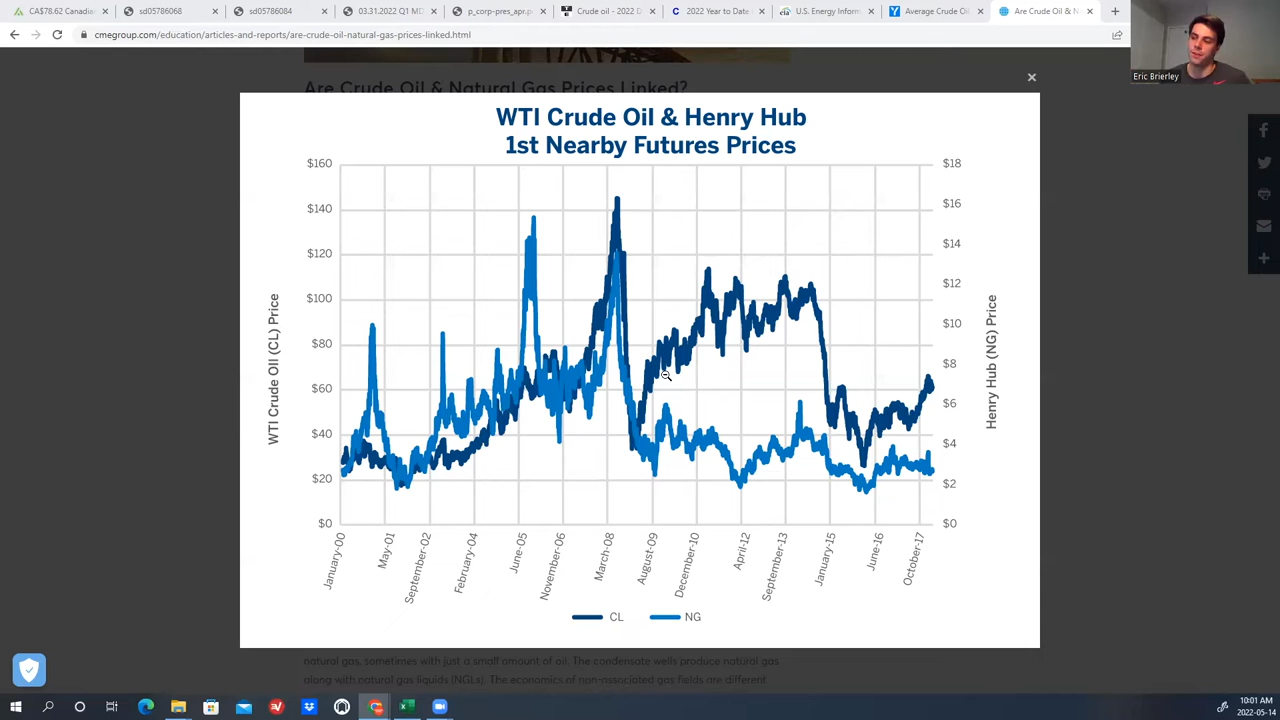 CA$78.62 Canadian
sd05786068
sd05786084
03.31.2022 Q1 MD
p_corp-pres_apr.p
Crude oil - 2022 D
2022 Year to Date
U.S. Energy Inform
Average Crude Oil
Are Crude Oil & N
cmegroup.com/education/articles-and-reports/are-crude-oil-natural-gas-prices-linked.html
Eric Brierley
Are Crude Oil & Natural Gas Prices Linked?
WTI Crude Oil & Henry Hub
1st Nearby Futures Prices
$160
$140
$120
$100
$80
$60
$40
$20
$0
WTI Crude Oil (CL) Price
$18
$16
$14
$12
$10
$8
$6
$4
$2
$0
Henry Hub (NG) Price
January-00
May-01
September-02
February-04
June-05
November-06
March-08
August-09
December-10
April-12
September-13
January-15
June-16
October-17
CL
NG
natural gas, sometimes with just a small amount of oil. The condensate wells produce natural gas
along with natural gas liquids (NGLs). The economics of non-associated gas fields are different
10:01 AM
2022-05-14